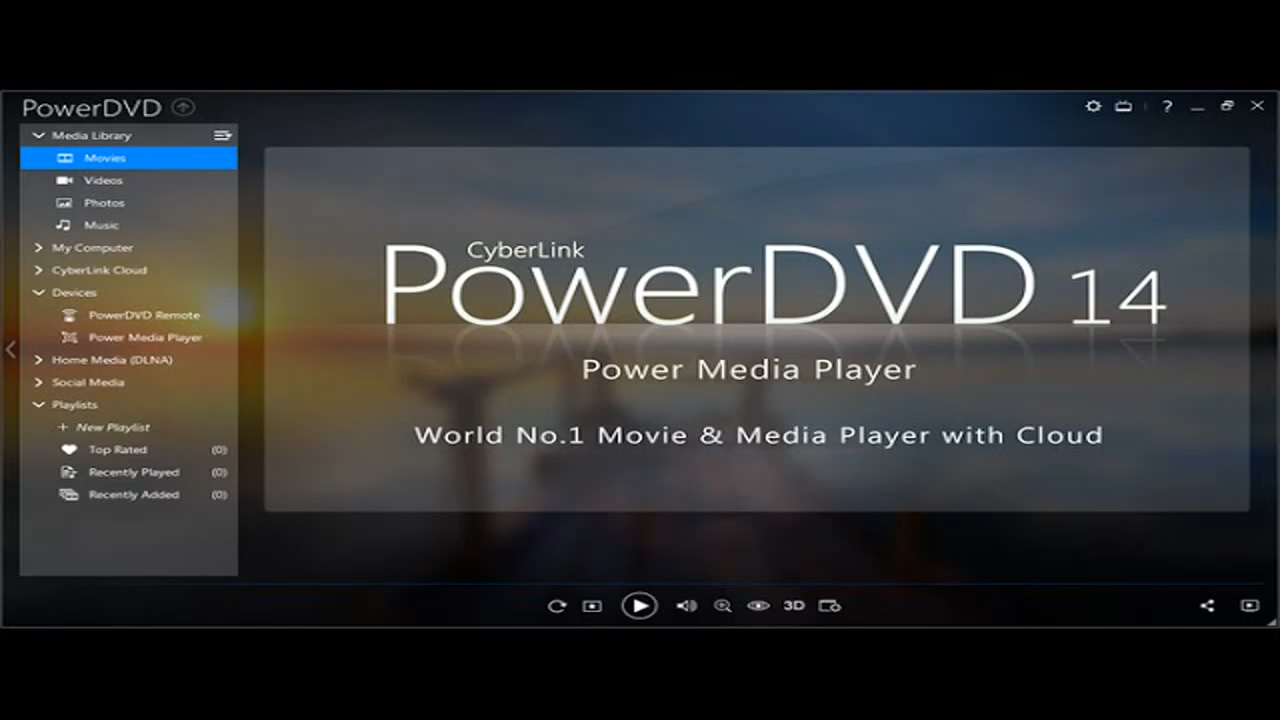 PowerDVD
?
Media Library
Movies
Videos
Photos
Music
My Computer
CyberLink Cloud
Devices
PowerDVD Remote
Power Media Player
Home Media (DLNA)
Social Media
Playlists
+ New Playlist
Top Rated (0)
Recently Played (0)
Recently Added (0)
CyberLink
PowerDVD 14
Power Media Player
World No.1 Movie & Media Player with Cloud
3D